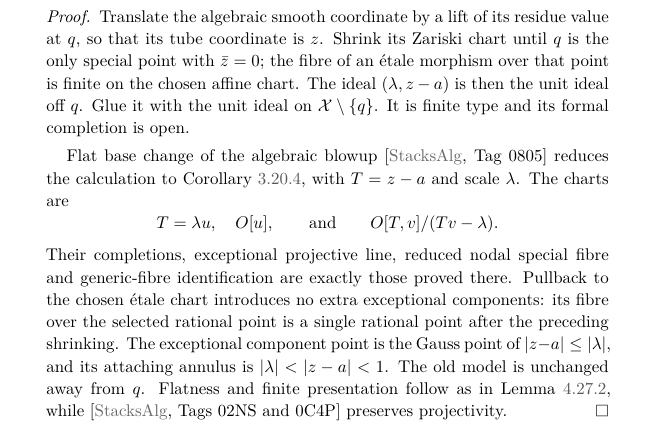 Proof. Translate the algebraic smooth coordinate by a lift of its residue value
at q, so that its tube coordinate is z. Shrink its Zariski chart until q is the
only special point with z̄ = 0; the fibre of an étale morphism over that point
is finite on the chosen affine chart. The ideal (λ, z − a) is then the unit ideal
off q. Glue it with the unit ideal on 𝒳 \ {q}. It is finite type and its formal
completion is open.
Flat base change of the algebraic blowup [StacksAlg, Tag 0805] reduces
the calculation to Corollary 3.20.4, with T = z − a and scale λ. The charts
are
T = λu, O[u], and O[T, v]/(Tv − λ).
Their completions, exceptional projective line, reduced nodal special fibre
and generic-fibre identification are exactly those proved there. Pullback to
the chosen étale chart introduces no extra exceptional components: its fibre
over the selected rational point is a single rational point after the preceding
shrinking. The exceptional component point is the Gauss point of |z−a| ≤ |λ|,
and its attaching annulus is |λ| < |z − a| < 1. The old model is unchanged
away from q. Flatness and finite presentation follow as in Lemma 4.27.2,
while [StacksAlg, Tags 02NS and 0C4P] preserves projectivity. □